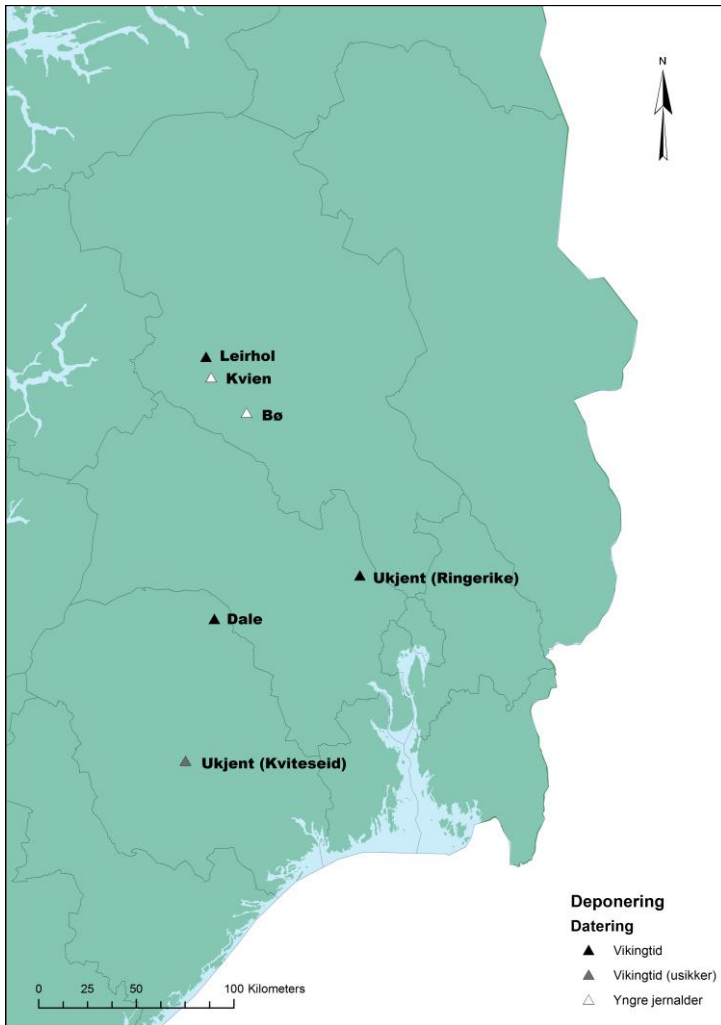 N
Leirhol
Kvien
Bø
Ukjent (Ringerike)
Dale
Ukjent (Kviteseid)
Deponering
Datering
Vikingtid
Vikingtid (usikker)
Yngre jernalder
0 25 50 100 Kilometers